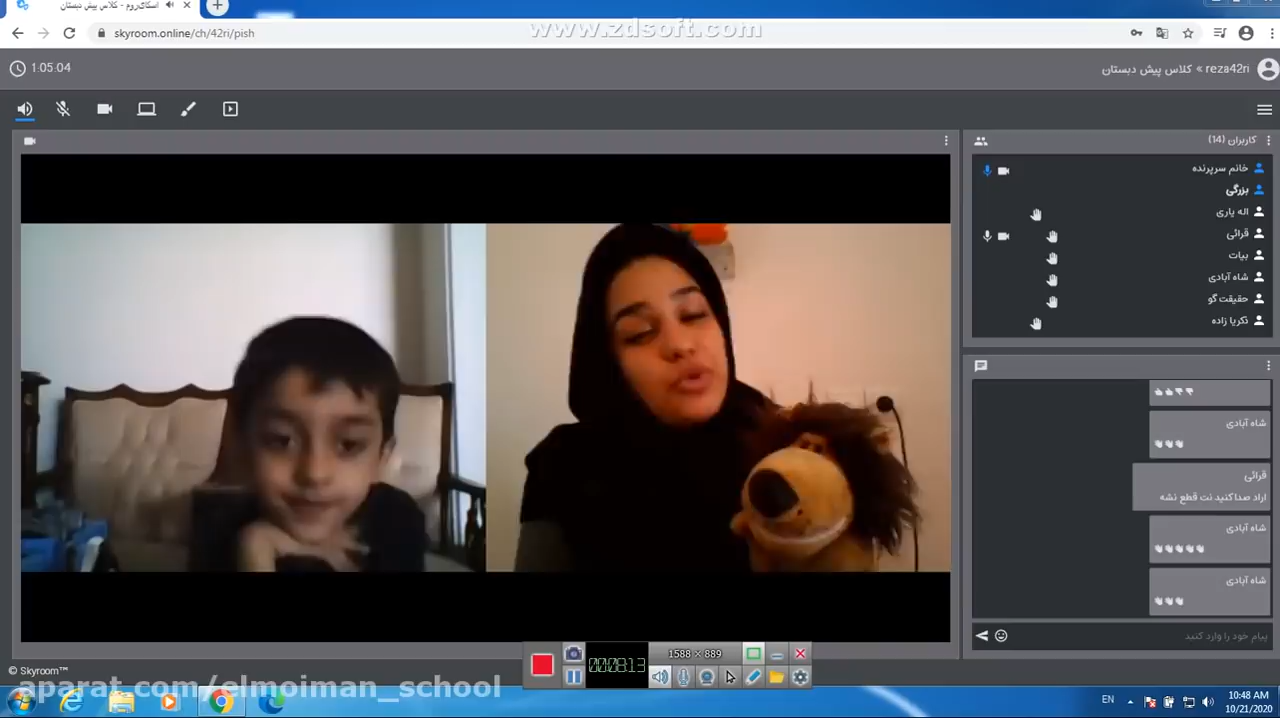 اسکای‌روم - کلاس پیش دبستان
skyroom.online/ch/42ri/pish
www.zdsoft.com
1:05:04
reza42ri » کلاس پیش دبستان
کاربران (14)
خانم سرپرنده
بزرگی
اله یاری
قرائی
بیات
شاه آبادی
حقیقت گو
ذکریا زاده
شاه آبادی
قرائی
اراد صداکنید نت قطع نشه
شاه آبادی
شاه آبادی
پیام خود را وارد کنید
1588 × 889
000:8:13
© Skyroom™
aparat.com/elmoiman_school
EN
10:48 AM
10/21/2020